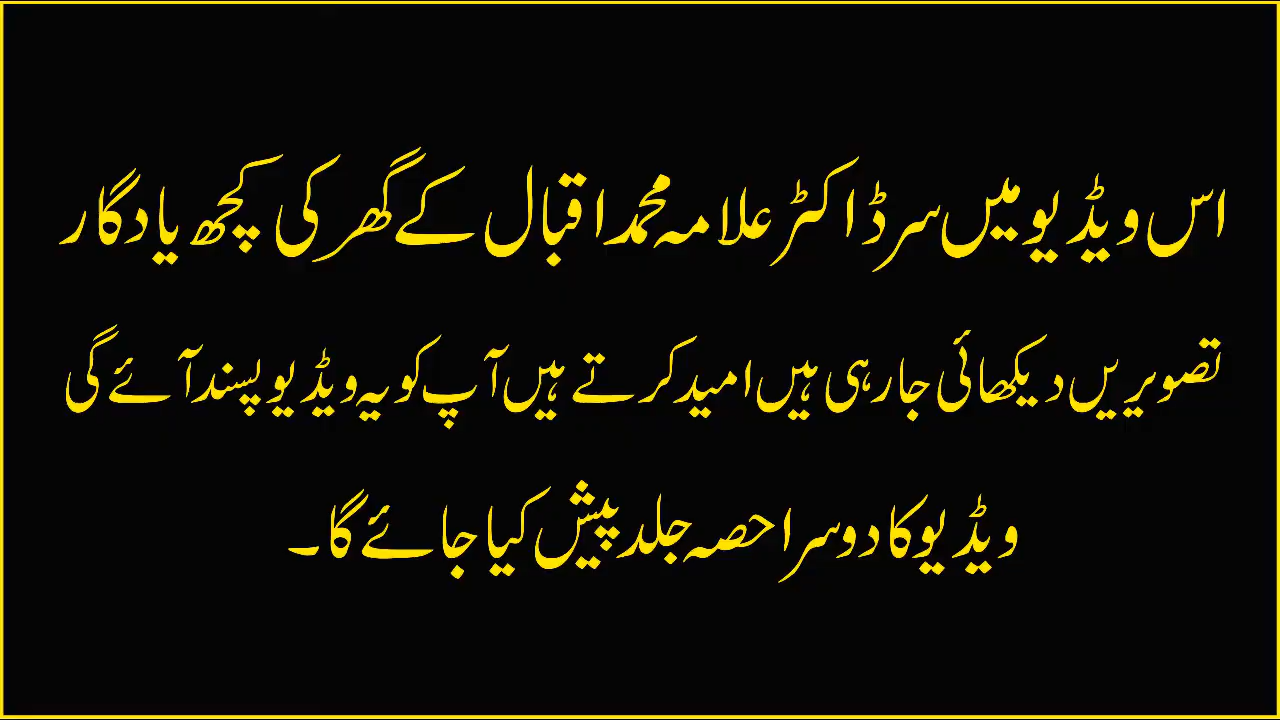 اس ویڈیو میں سر ڈاکٹر علامہ محمد اقبال کے گھر کی کچھ یادگار
تصویریں دیکھائی جارہی ہیں امید کرتے ہیں آپ کو یہ ویڈیو پسند آئے گی
ویڈیو کا دوسرا حصہ جلد پیش کیا جائے گا۔